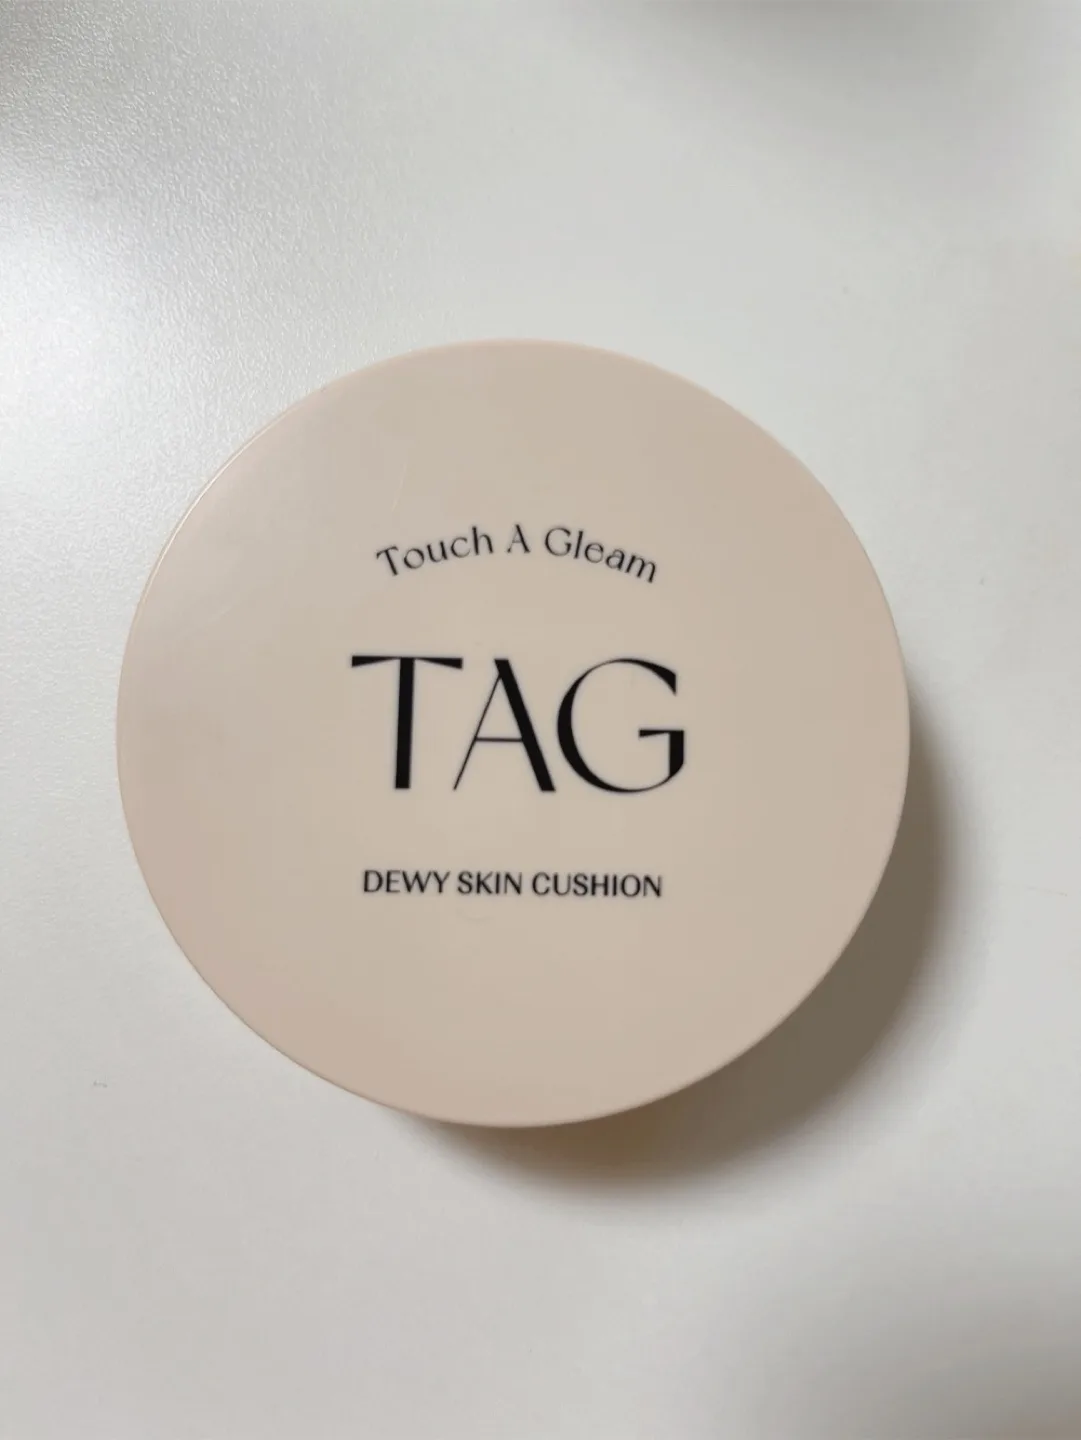 Touch A Gleam
TAG
DEWY SKIN CUSHION